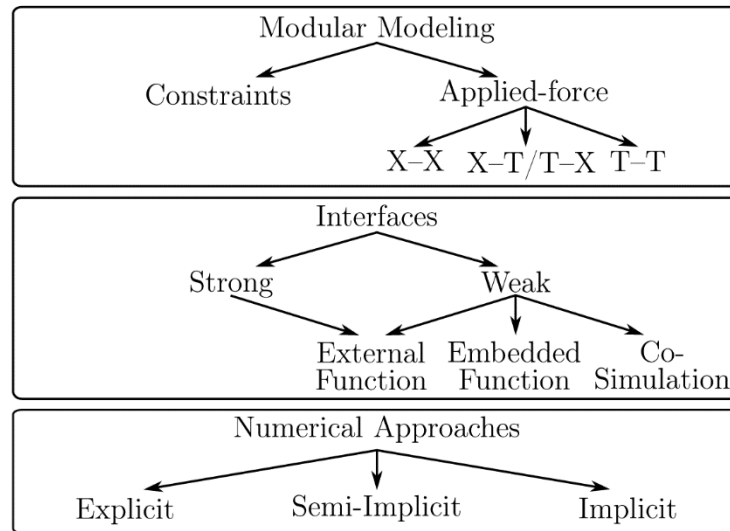 Modular Modeling
Constraints
Applied-force
X–X X–T/T–X T–T
Interfaces
Strong
Weak
External
Function
Embedded
Function
Co-
Simulation
Numerical Approaches
Explicit
Semi-Implicit
Implicit